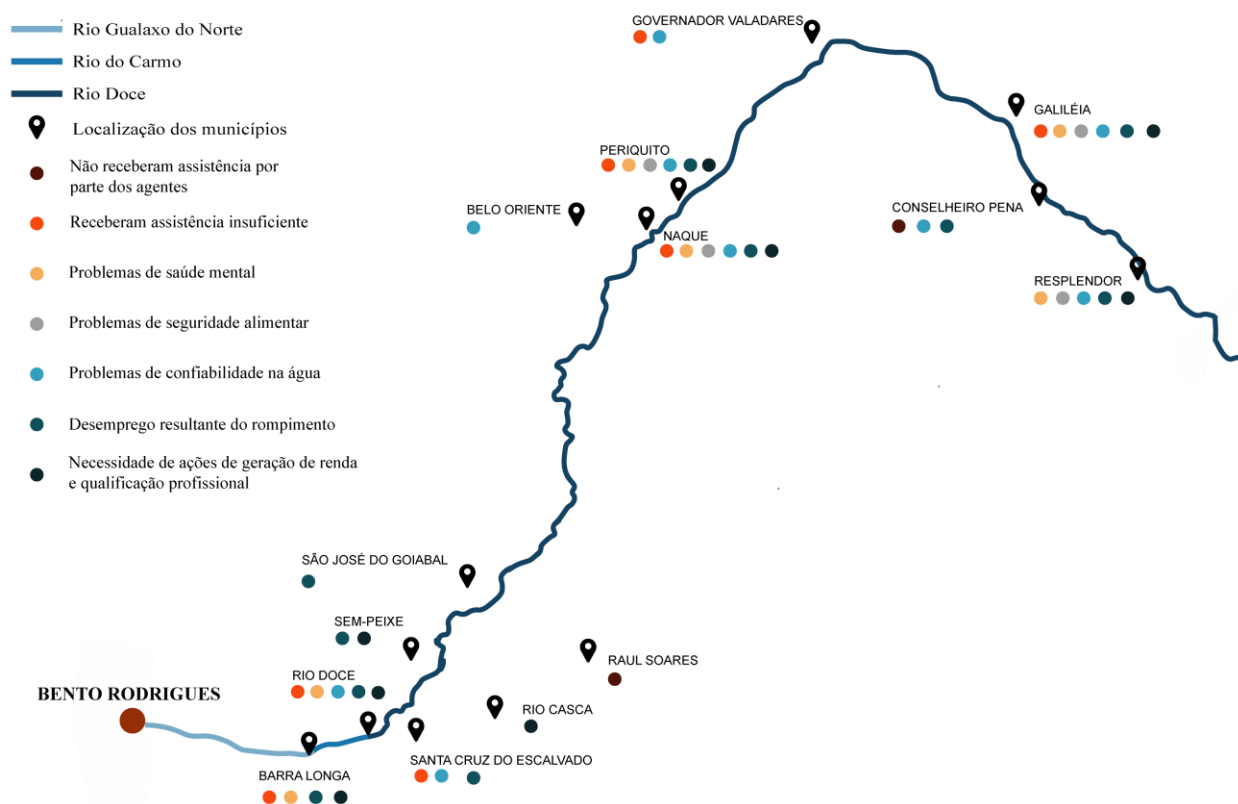 Rio Gualaxo do Norte
Rio do Carmo
Rio Doce
Localização dos municípios
Não receberam assistência por
parte dos agentes
Receberam assistência insuficiente
Problemas de saúde mental
Problemas de seguridade alimentar
Problemas de confiabilidade na água
Desemprego resultante do rompimento
Necessidade de ações de geração de renda
e qualificação profissional
GOVERNADOR VALADARES
GALILÉIA
PERIQUITO
BELO ORIENTE
CONSELHEIRO PENA
NAQUE
RESPLENDOR
SÃO JOSÉ DO GOIABAL
SEM-PEIXE
RAUL SOARES
RIO DOCE
BENTO RODRIGUES
RIO CASCA
SANTA CRUZ DO ESCALVADO
BARRA LONGA